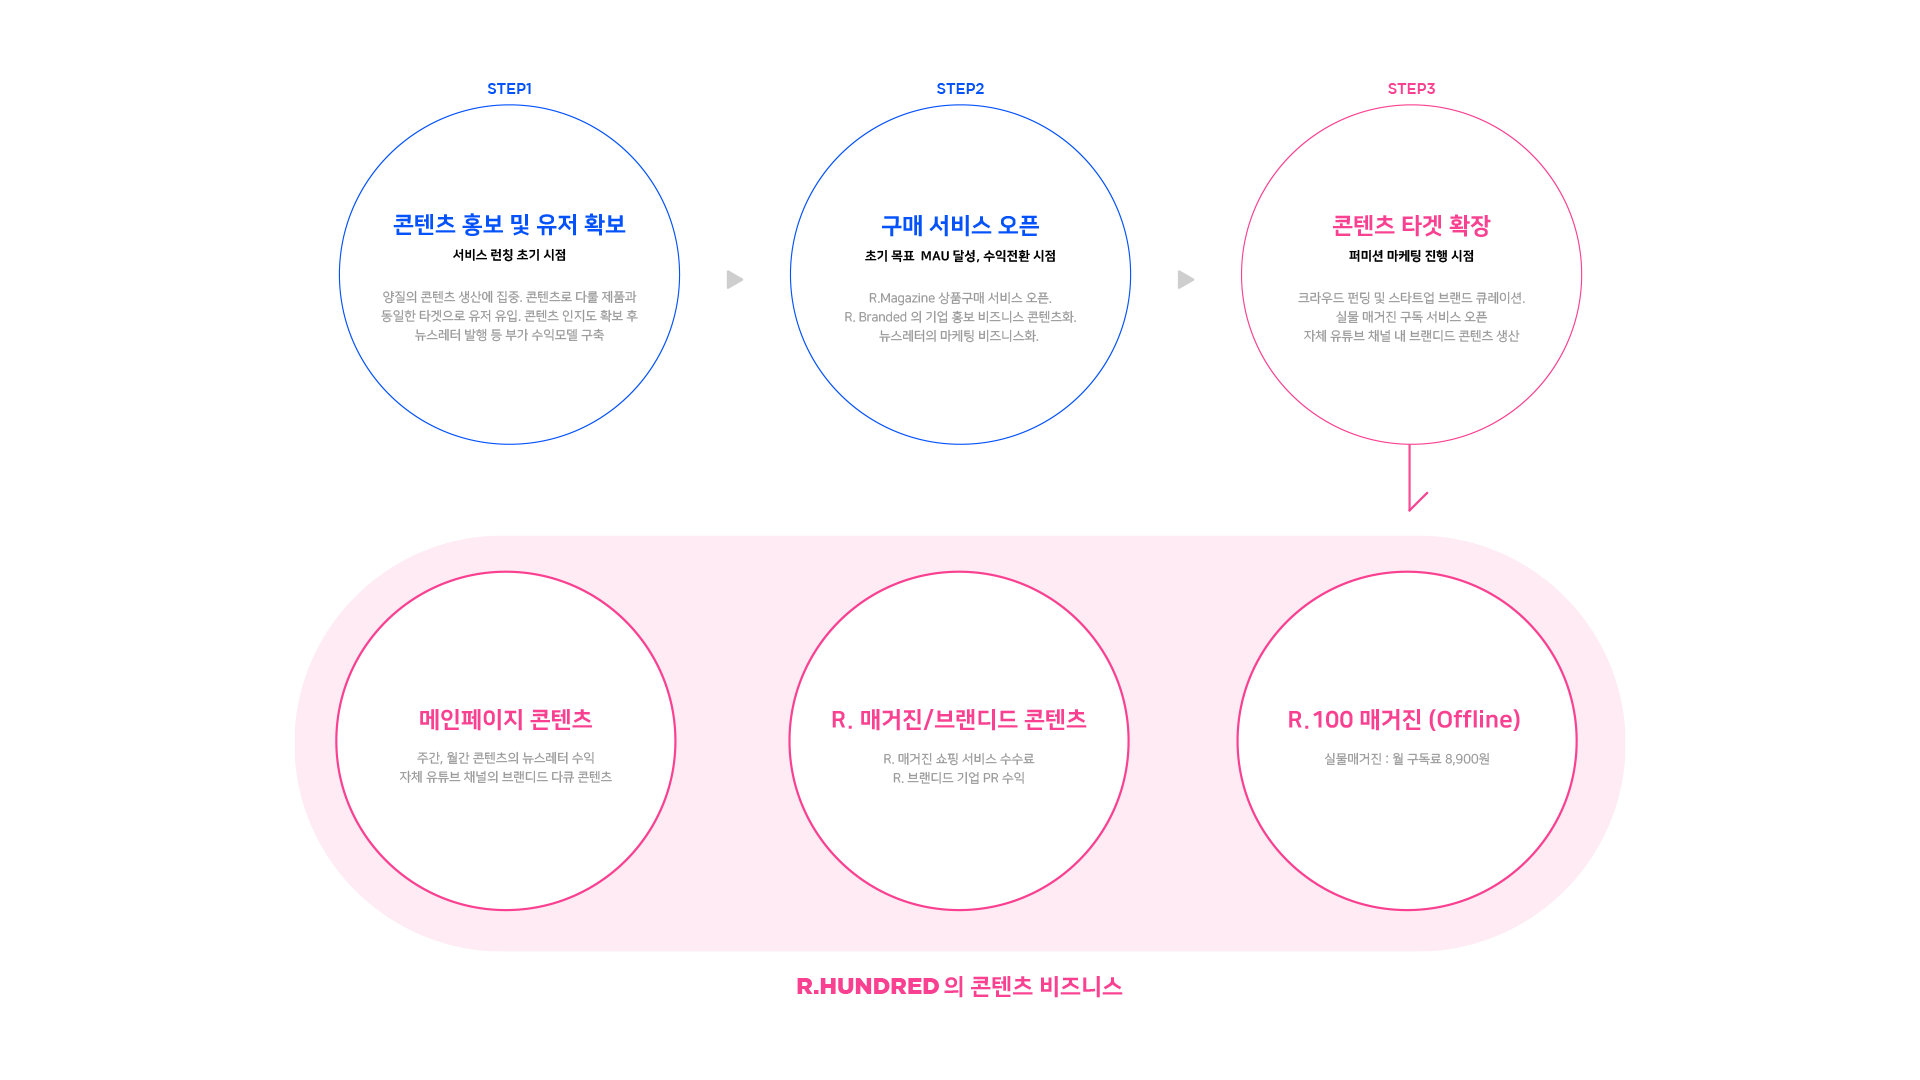 STEP1
콘텐츠 홍보 및 유저 확보
서비스 런칭 초기 시점
양질의 콘텐츠 생산에 집중. 콘텐츠로 다룰 제품과
동일한 타겟으로 유저 유입. 콘텐츠 인지도 확보 후
뉴스레터 발행 등 부가 수익모델 구축
STEP2
구매 서비스 오픈
초기 목표 MAU 달성, 수익전환 시점
R.Magazine 상품구매 서비스 오픈.
R. Branded 의 기업 홍보 비즈니스 콘텐츠화.
뉴스레터의 마케팅 비즈니스화.
STEP3
콘텐츠 타겟 확장
퍼미션 마케팅 진행 시점
크라우드 펀딩 및 스타트업 브랜드 큐레이션.
실물 매거진 구독 서비스 오픈
자체 유튜브 채널 내 브랜디드 콘텐츠 생산
메인페이지 콘텐츠
주간, 월간 콘텐츠의 뉴스레터 수익
자체 유튜브 채널의 브랜디드 다큐 콘텐츠
R. 매거진/브랜디드 콘텐츠
R. 매거진 쇼핑 서비스 수수료
R. 브랜디드 기업 PR 수익
R.100 매거진 (Offline)
실물매거진 : 월 구독료 8,900원
R.HUNDRED 의 콘텐츠 비즈니스